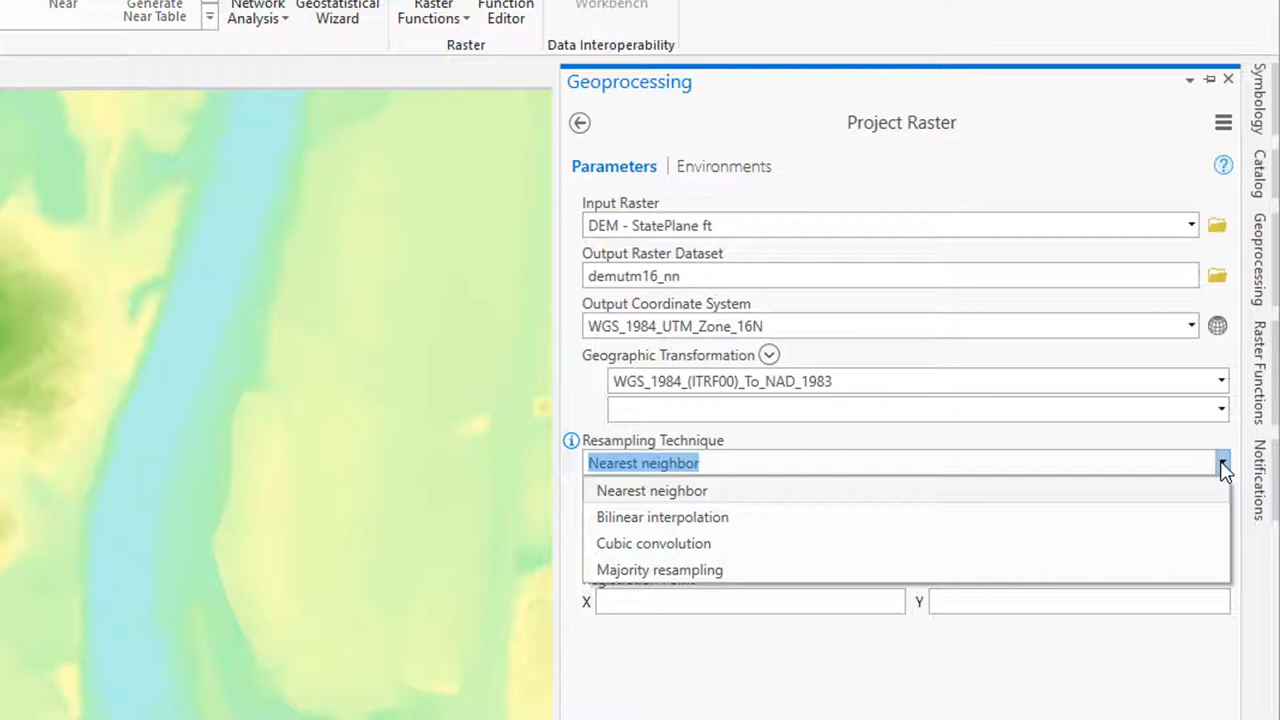 Near
Generate
Near Table
Network
Analysis
Geostatistical
Wizard
Raster
Functions
Function
Editor
Workbench
Raster
Data Interoperability
Geoprocessing
Project Raster
Parameters | Environments
Input Raster
DEM - StatePlane ft
Output Raster Dataset
demutm16_nn
Output Coordinate System
WGS_1984_UTM_Zone_16N
Geographic Transformation
WGS_1984_(ITRF00)_To_NAD_1983
Resampling Technique
Nearest neighbor
Nearest neighbor
Bilinear interpolation
Cubic convolution
Majority resampling
X
Y
Symbology
Catalog
Geoprocessing
Raster Functions
Notifications